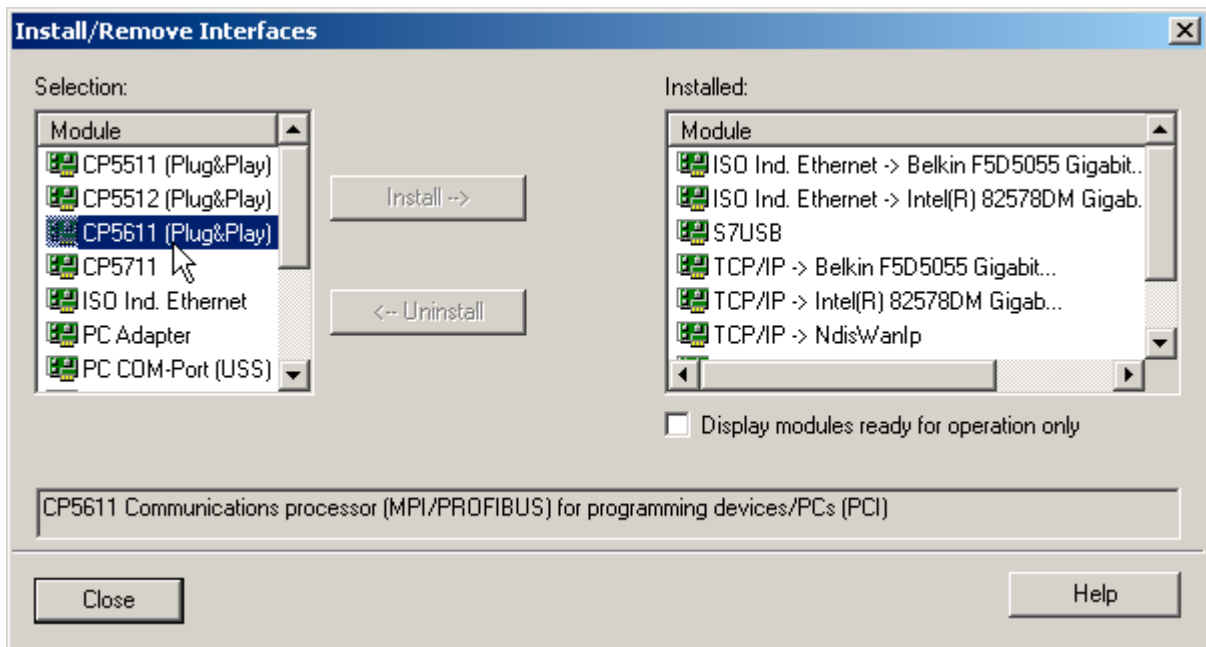 Install/Remove Interfaces
Selection:
Module
CP5511 (Plug&Play)
CP5512 (Plug&Play)
CP5611 (Plug&Play)
CP5711
ISO Ind. Ethernet
PC Adapter
PC COM-Port (USS)
Install -->
<-- Uninstall
Installed:
Module
ISO Ind. Ethernet -> Belkin F5D5055 Gigabit..
ISO Ind. Ethernet -> Intel(R) 82578DM Gigab.
S7USB
TCP/IP -> Belkin F5D5055 Gigabit...
TCP/IP -> Intel(R) 82578DM Gigab...
TCP/IP -> NdisWanIp
Display modules ready for operation only
CP5611 Communications processor (MPI/PROFIBUS) for programming devices/PCs (PCI)
Close
Help